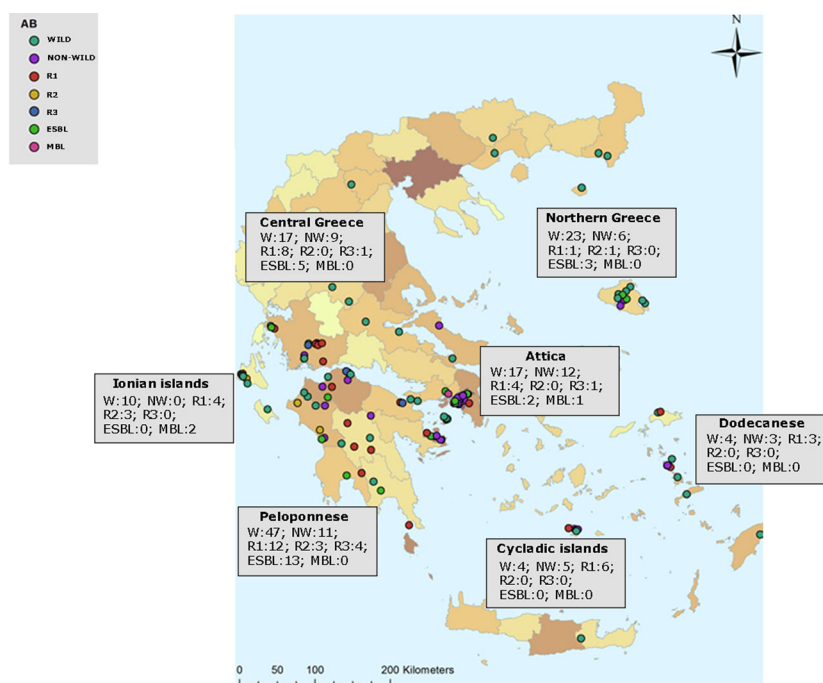 AB
WILD
NON-WILD
R1
R2
R3
ESBL
MBL
N
Central Greece
W:17; NW:9;
R1:8; R2:0; R3:1;
ESBL:5; MBL:0
Northern Greece
W:23; NW:6;
R1:1; R2:1; R3:0;
ESBL:3; MBL:0
Attica
W:17; NW:12;
R1:4; R2:0; R3:1;
ESBL:2; MBL:1
Ionian islands
W:10; NW:0; R1:4;
R2:3; R3:0;
ESBL:0; MBL:2
Dodecanese
W:4; NW:3; R1:3;
R2:0; R3:0;
ESBL:0; MBL:0
Peloponnese
W:47; NW:11;
R1:12; R2:3; R3:4;
ESBL:13; MBL:0
Cycladic islands
W:4; NW:5; R1:6;
R2:0; R3:0;
ESBL:0; MBL:0
0 50 100 200 Kilometers